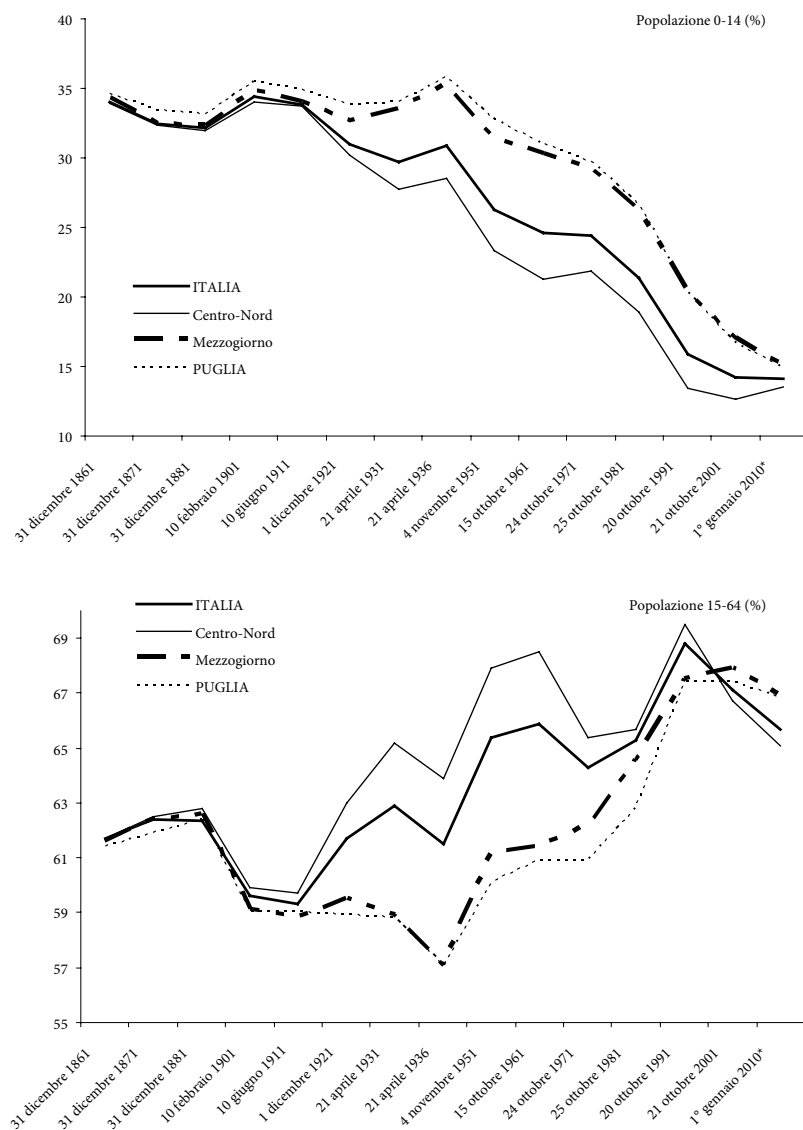 Popolazione 0-14 (%)
40
35
30
25
20
15
10
ITALIA
Centro-Nord
Mezzogiorno
PUGLIA
31 dicembre 1861
31 dicembre 1871
31 dicembre 1881
10 febbraio 1901
10 giugno 1911
1 dicembre 1921
21 aprile 1931
21 aprile 1936
4 novembre 1951
15 ottobre 1961
24 ottobre 1971
25 ottobre 1981
20 ottobre 1991
21 ottobre 2001
1° gennaio 2010*
ITALIA
Centro-Nord
Mezzogiorno
PUGLIA
Popolazione 15-64 (%)
69
67
65
63
61
59
57
55
31 dicembre 1861
31 dicembre 1871
31 dicembre 1881
10 febbraio 1901
10 giugno 1911
1 dicembre 1921
21 aprile 1931
21 aprile 1936
4 novembre 1951
15 ottobre 1961
24 ottobre 1971
25 ottobre 1981
20 ottobre 1991
21 ottobre 2001
1° gennaio 2010*